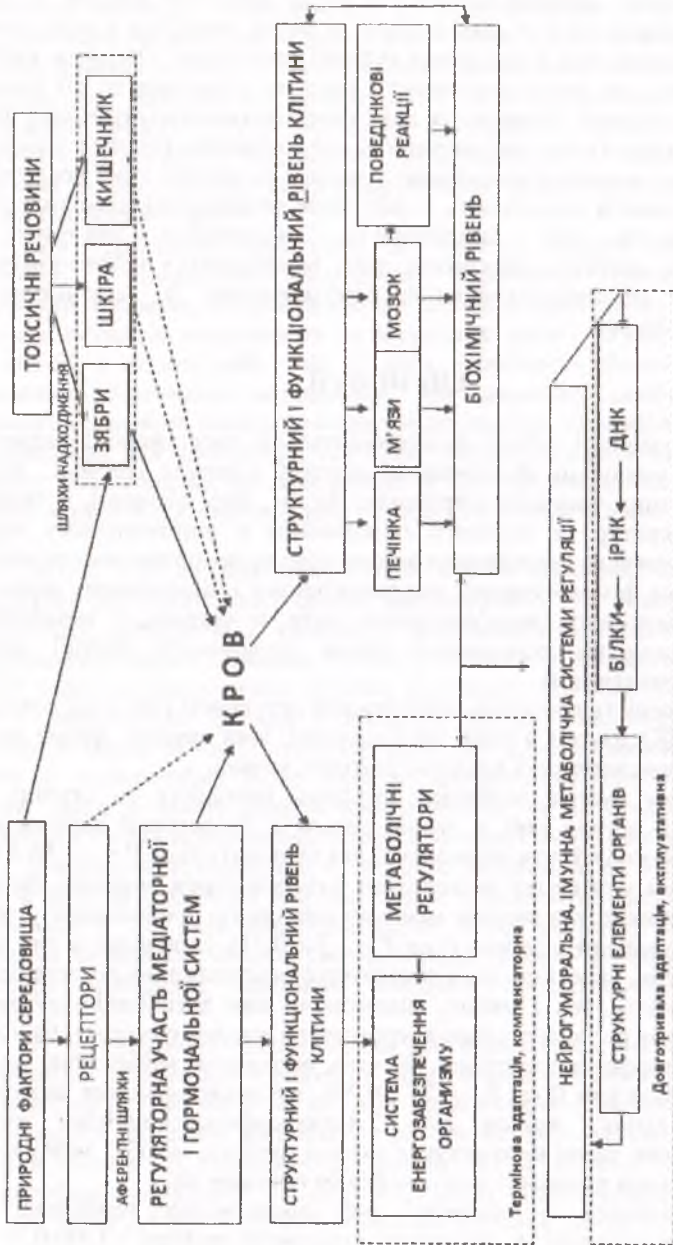 ПРИРОДНІ ФАКТОРИ СЕРЕДОВИЩА
ТОКСИЧНІ РЕЧОВИНИ
ШЛЯХИ НАДХОДЖЕННЯ
РЕЦЕПТОРИ
ЗЯБРИ
ШКІРА
КИШЕЧНИК
АФЕРЕНТНІ ШЛЯХИ
РЕГУЛЯТОРНА УЧАСТЬ МЕДІАТОРНОЇ
І ГОРМОНАЛЬНОЇ СИСТЕМ
КРОВ
СТРУКТУРНИЙ І ФУНКЦІОНАЛЬНИЙ РІВЕНЬ
КЛІТИНИ
СТРУКТУРНИЙ І ФУНКЦІОНАЛЬНИЙ РІВЕНЬ КЛІТИНИ
ПЕЧІНКА
М'ЯЗИ
МОЗОК
ПОВЕДІНКОВІ
РЕАКЦІЇ
СИСТЕМА
ЕНЕРГОЗАБЕЗПЕЧЕННЯ
ОРГАНІЗМУ
МЕТАБОЛІЧНІ
РЕГУЛЯТОРИ
БІОХІМІЧНИЙ РІВЕНЬ
Термінова адаптація, компенсаторна
НЕЙРОГУМОРАЛЬНА, ІМУННА, МЕТАБОЛІЧНА СИСТЕМИ РЕГУЛЯЦІЇ
СТРУКТУРНІ ЕЛЕМЕНТИ ОРГАНІВ
БІЛКИ
ІРНК
ДНК
Довготривала адаптація, експлуатативна